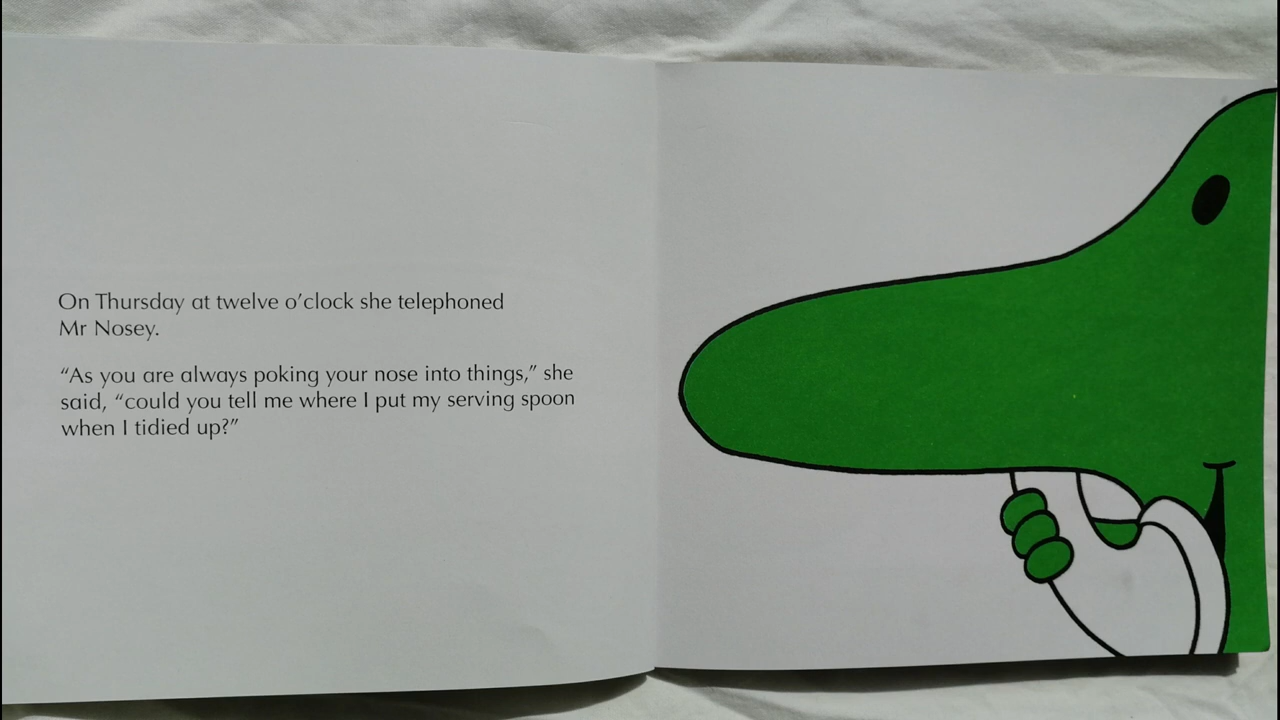 On Thursday at twelve o’clock she telephoned
Mr Nosey.
“As you are always poking your nose into things,” she
said, “could you tell me where I put my serving spoon
when I tidied up?”